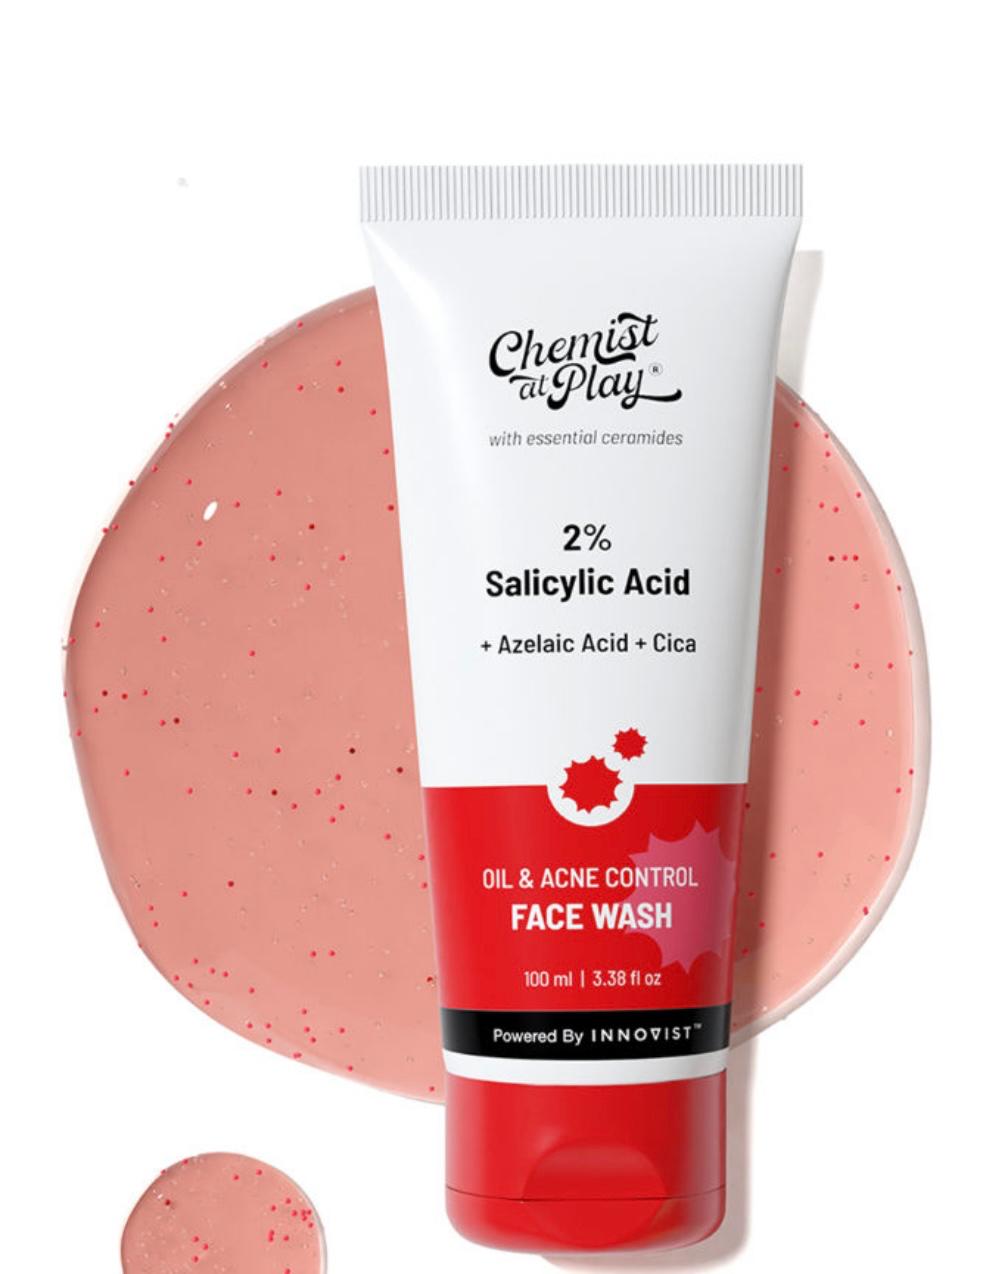 Chemist
at Play®
with essential ceramides
2%
Salicylic Acid
+ Azelaic Acid + Cica
OIL & ACNE CONTROL
FACE WASH
100 ml | 3.38 fl oz
Powered By INNOVIST™